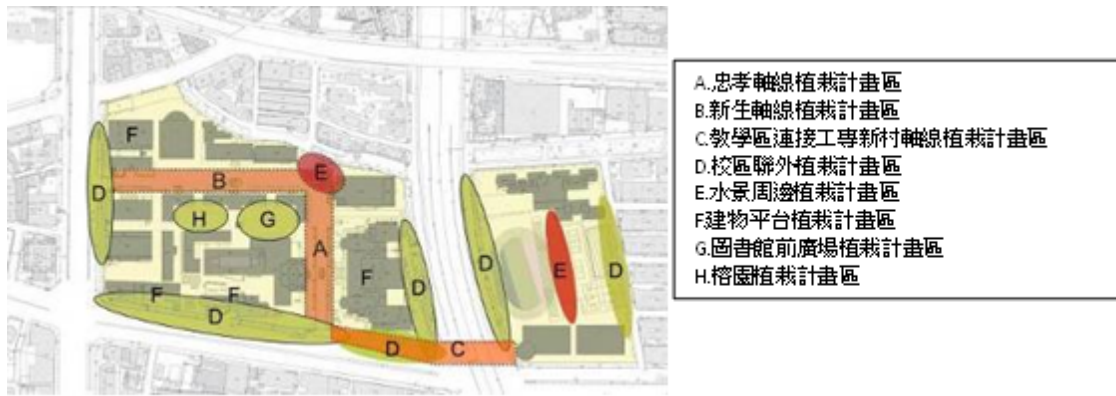 F
E
D
B
H
G
A
F
D
D
E
D
F
F
D
D
C
A.忠孝軸線植栽計畫區
B.新生軸線植栽計畫區
C.教學區連接工專新村軸線植栽計畫區
D.校區聯外植栽計畫區
E.水景周邊植栽計畫區
F.建物平台植栽計畫區
G.圖書館前廣場植栽計畫區
H.榕園植栽計畫區